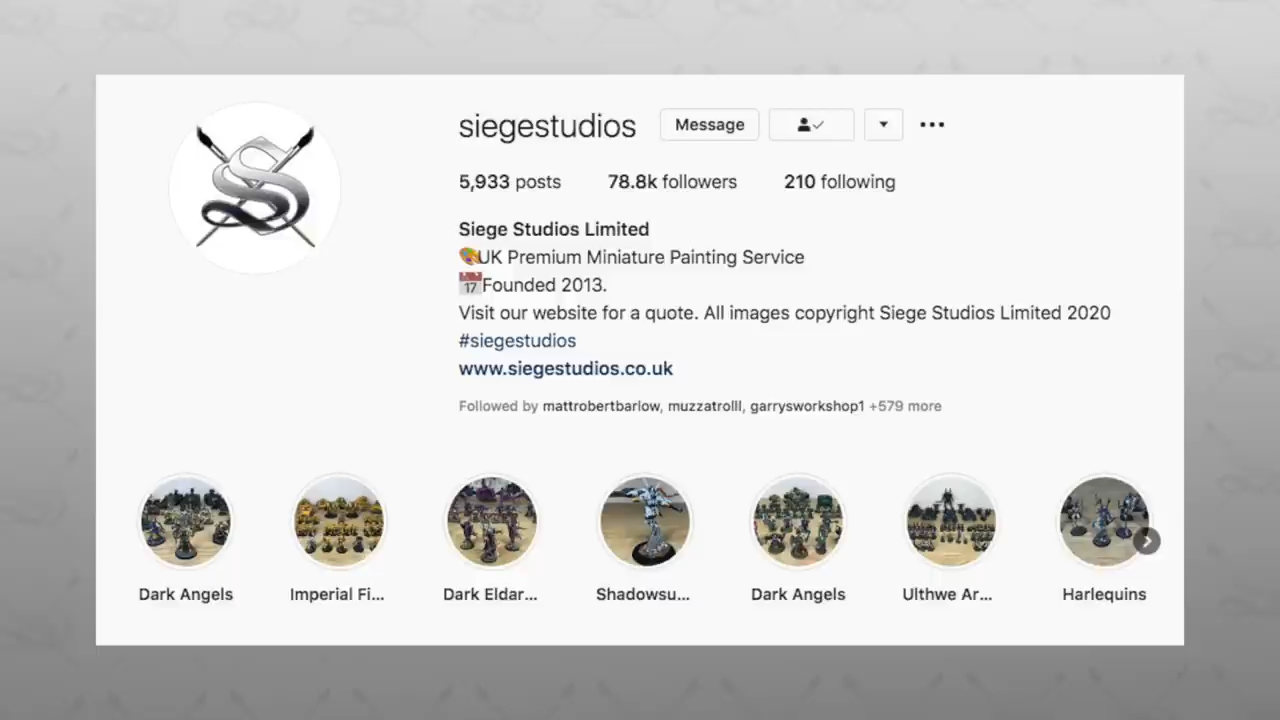 siegestudios Message
5,933 posts 78.8k followers 210 following
Siege Studios Limited
UK Premium Miniature Painting Service
17 Founded 2013.
Visit our website for a quote. All images copyright Siege Studios Limited 2020
#siegestudios
www.siegestudios.co.uk
Followed by mattrobertbarlow, muzzatrolll, garrysworkshop1 +579 more
Dark Angels Imperial Fi... Dark Eldar... Shadowsu... Dark Angels Ulthwe Ar... Harlequins